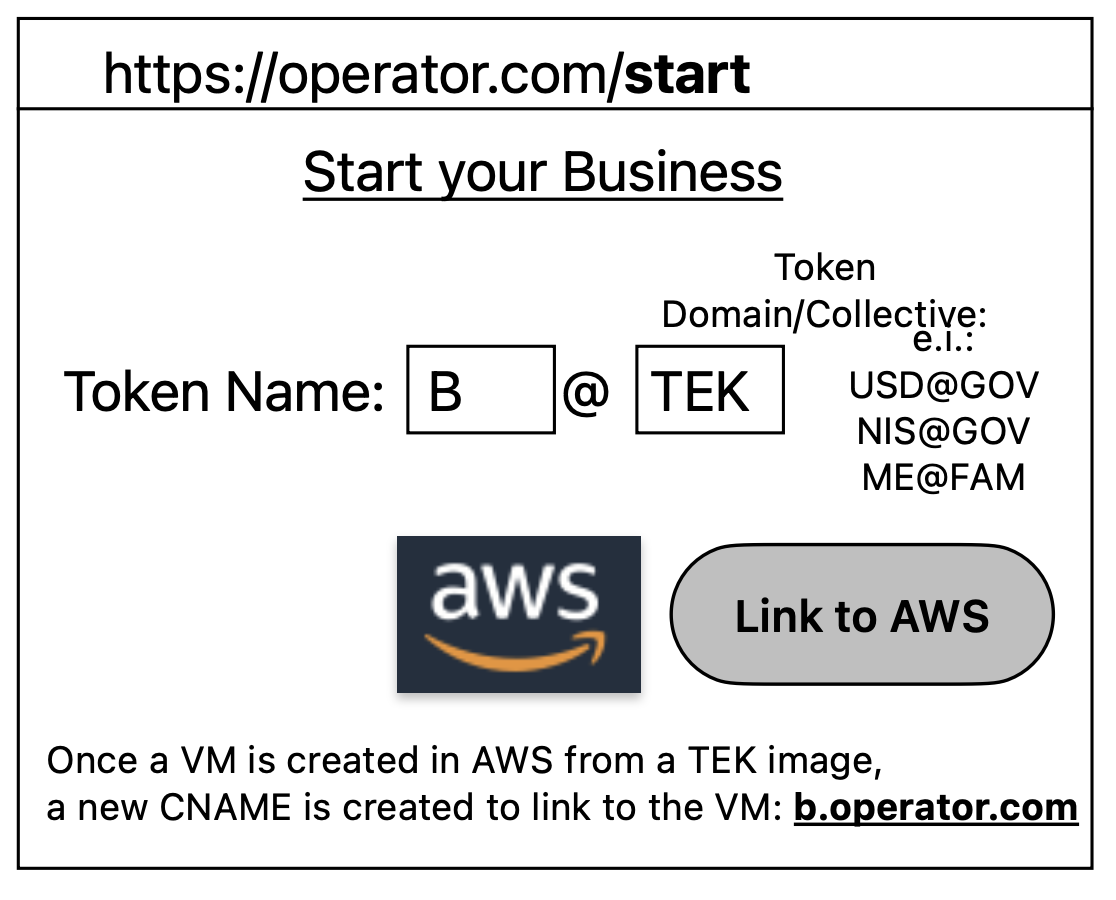 https://operator.com/start
Start your Business
Token
Domain/Collective:
e.i.:
Token Name: B @ TEK
USD@GOV
NIS@GOV
ME@FAM
aws
Link to AWS
Once a VM is created in AWS from a TEK image,
a new CNAME is created to link to the VM: b.operator.com